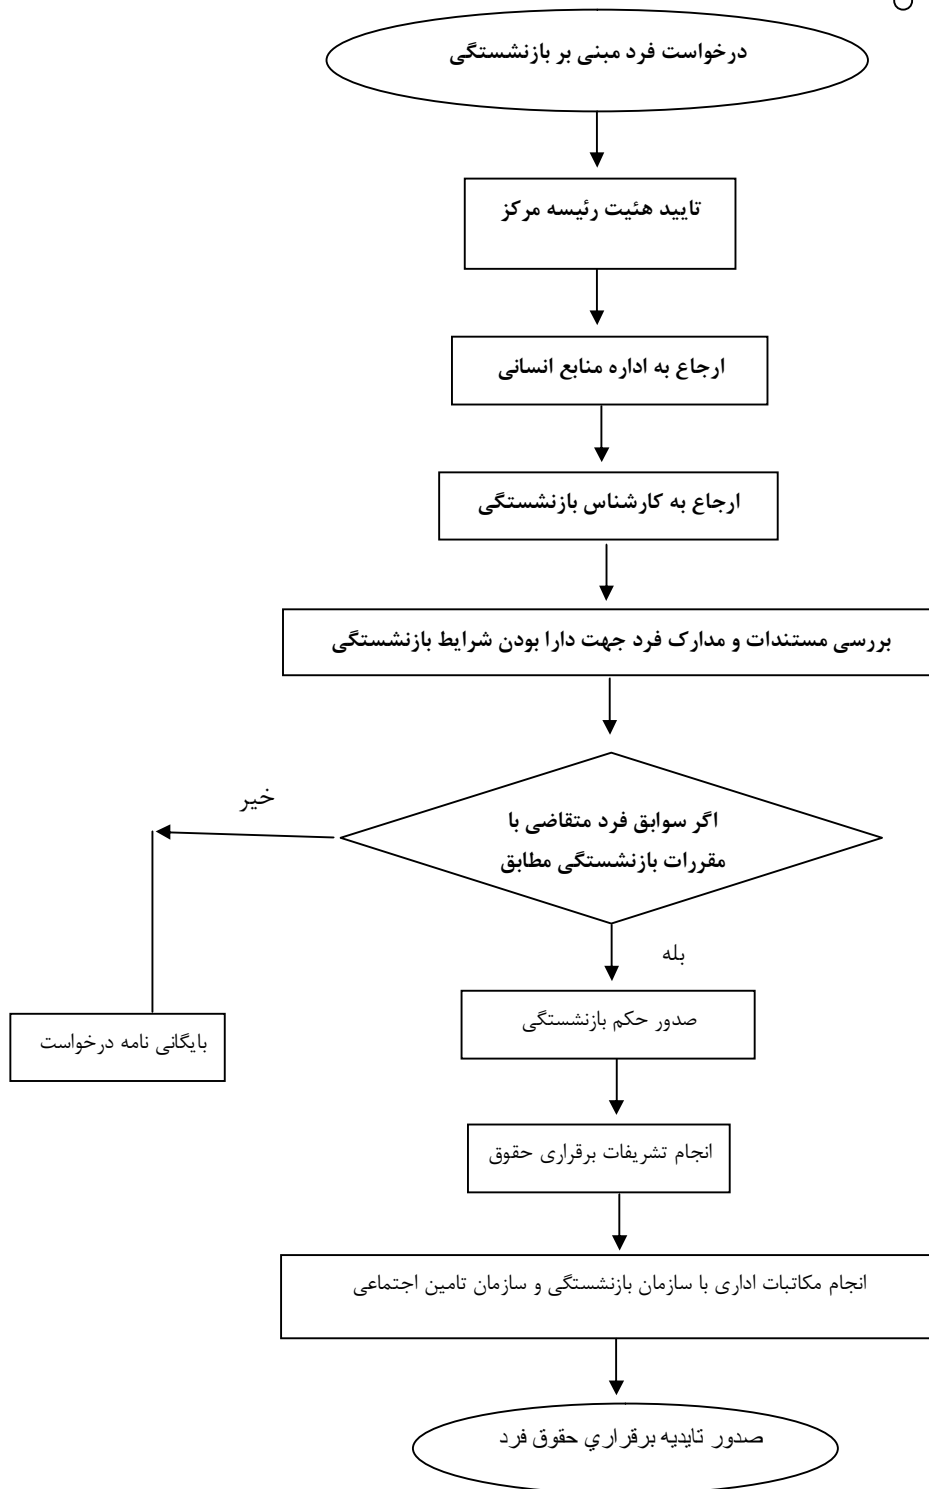 درخواست فرد مبنی بر بازنشستگی
تایید هئیت رئیسه مرکز
ارجاع به اداره منابع انسانی
ارجاع به کارشناس بازنشستگی
بررسی مستندات و مدارک فرد جهت دارا بودن شرایط بازنشستگی
خیر
اگر سوابق فرد متقاضی با
مقررات بازنشستگی مطابق
بله
صدور حکم بازنشستگی
بایگانی نامه درخواست
انجام تشریفات برقراری حقوق
انجام مکاتبات اداری با سازمان بازنشستگی و سازمان تامین اجتماعی
صدور تایدیه برقراري حقوق فرد